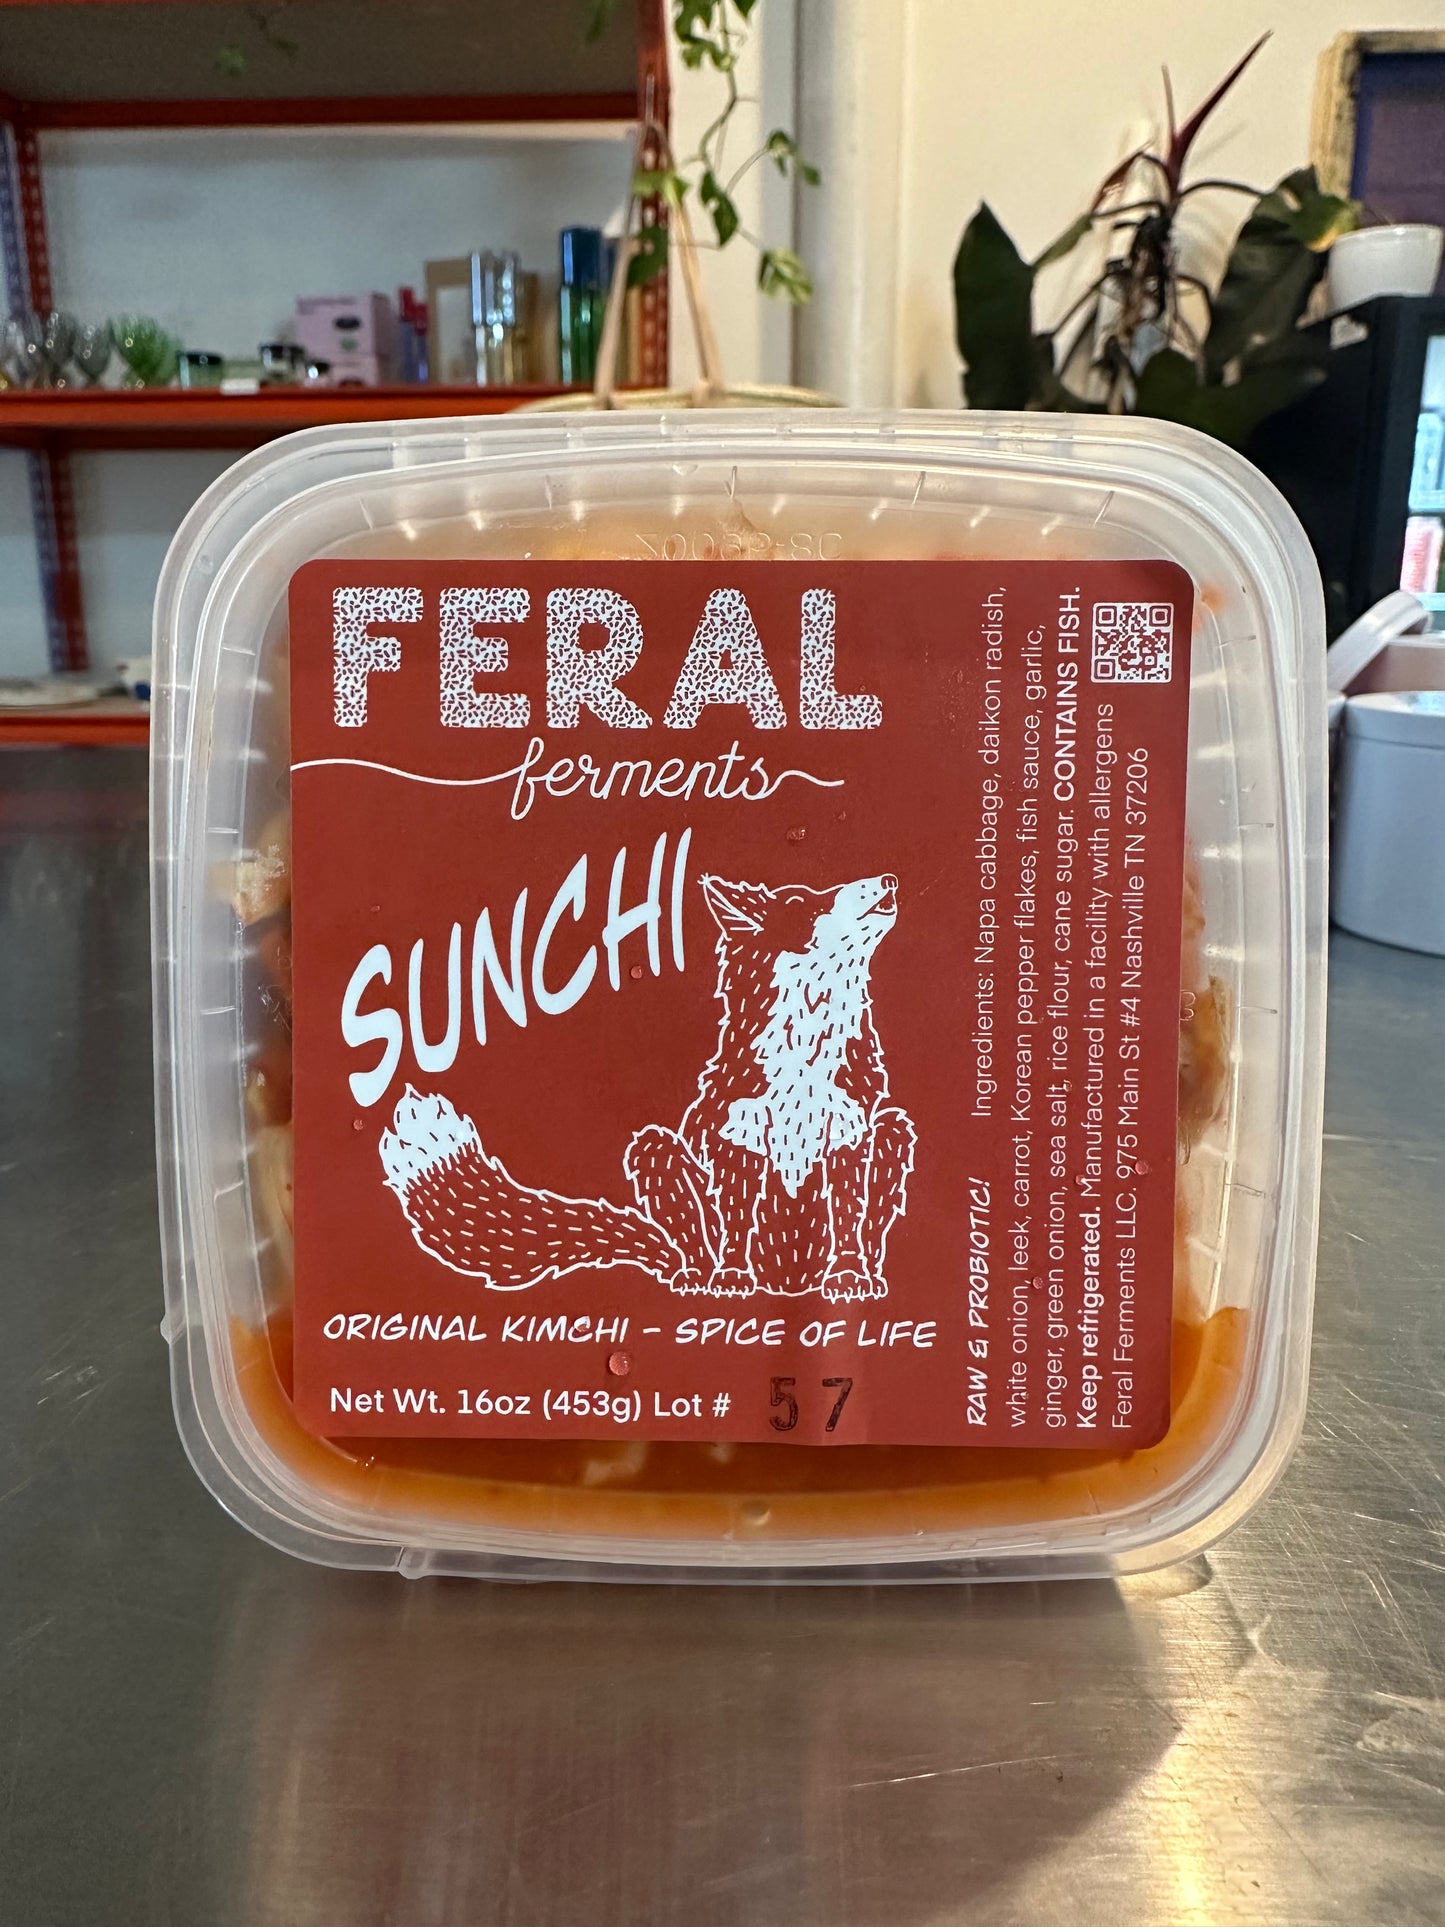 FERAL
ferments
SUNCHI
ORIGINAL KIMCHI – SPICE OF LIFE
Net Wt. 16oz (453g) Lot # 57
RAW & PROBIOTIC!
Ingredients: Napa cabbage, daikon radish,
white onion, leek, carrot, Korean pepper flakes, fish sauce, garlic,
ginger, green onion, sea salt, rice flour, cane sugar. CONTAINS FISH.
Keep refrigerated. Manufactured in a facility with allergens
Feral Ferments LLC. 975 Main St #4 Nashville TN 37206